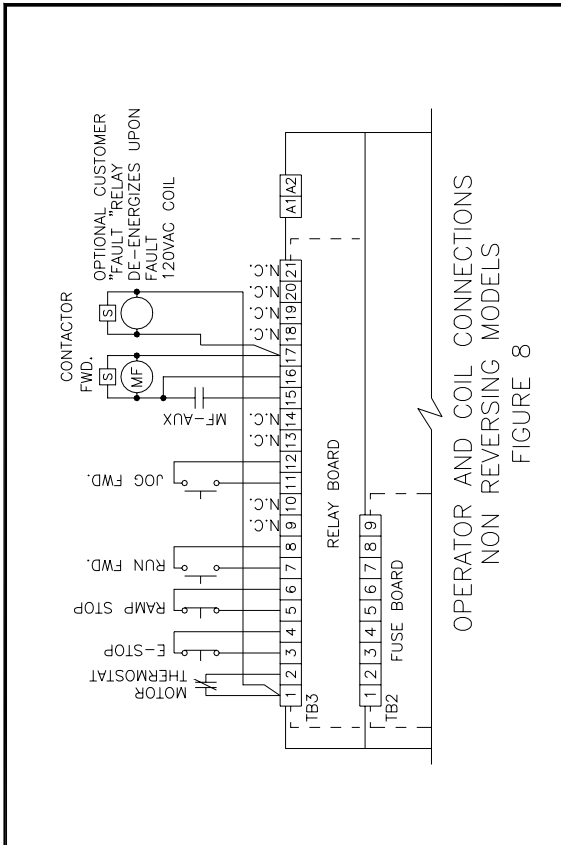 CONTACTOR
FWD.
OPTIONAL CUSTOMER
"FAULT "RELAY
DE-ENERGIZES UPON
FAULT
120VAC COIL
S
S
MF
MOTOR
THERMOSTAT
E-STOP
RAMP STOP
RUN FWD.
JOG FWD.
MF-AUX
N.C. N.C. N.C. N.C. N.C. N.C. N.C. N.C.
1 2 3 4 5 6 7 8 9 10 11 12 13 14 15 16 17 18 19 20 21
A1 A2
TB3
RELAY BOARD
1 2 3 4 5 6 7 8 9
TB2
FUSE BOARD
OPERATOR AND COIL CONNECTIONS
NON REVERSING MODELS
FIGURE 8